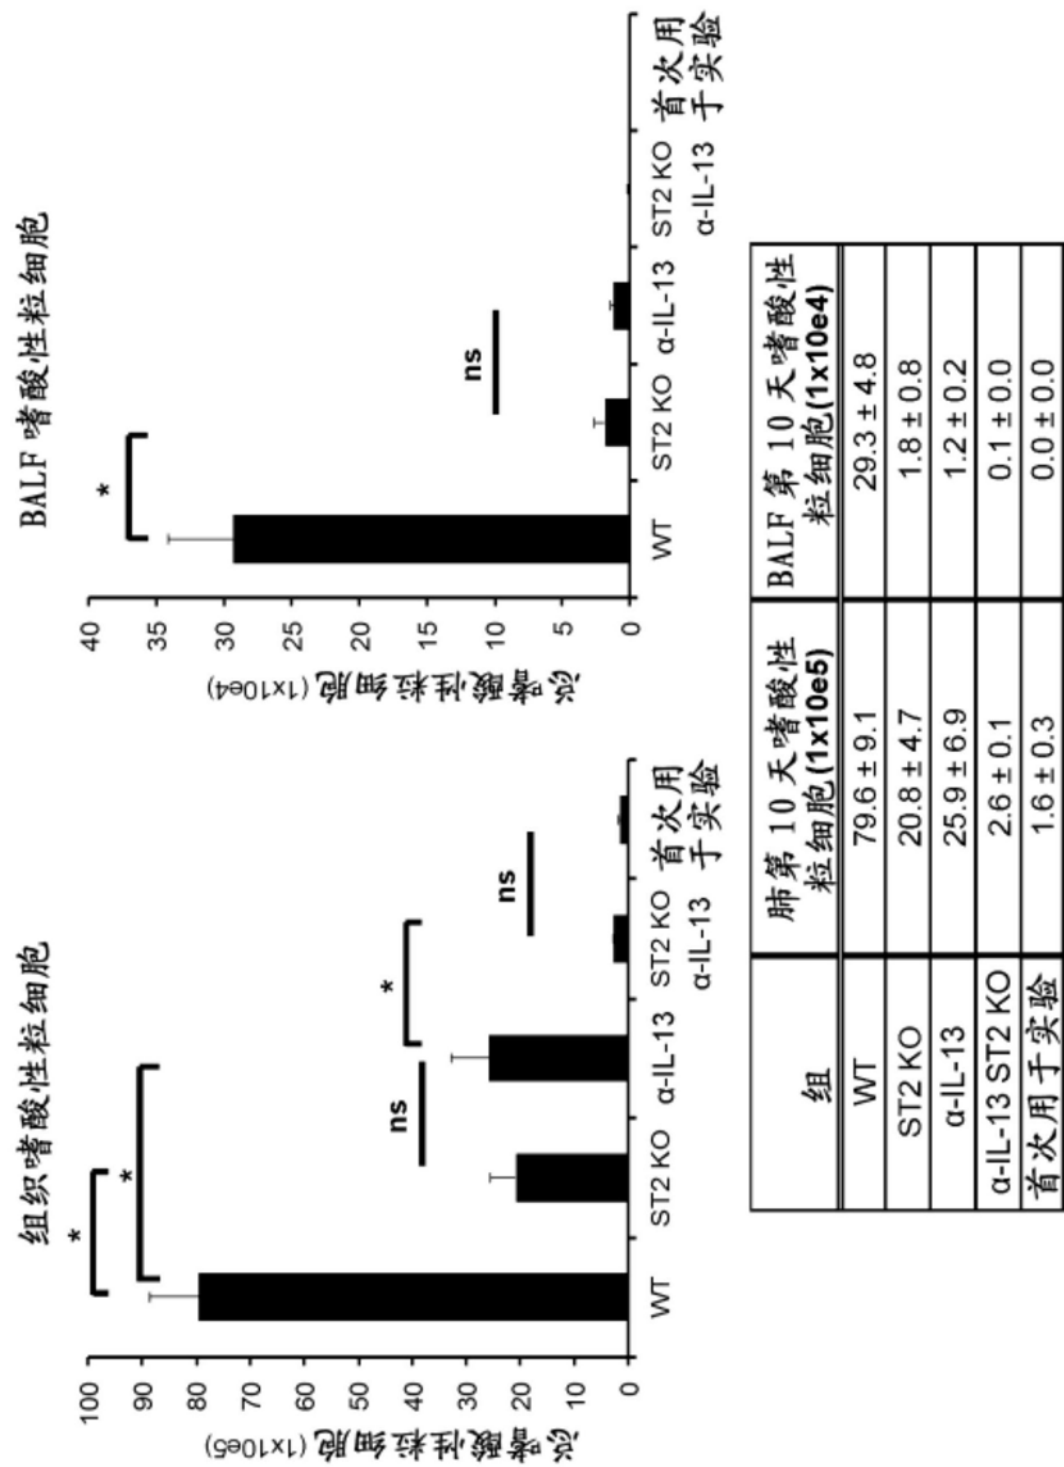 组织嗜酸性粒细胞
总嗜酸性粒细胞 (1x10e5)
100
90
80
70
60
50
40
30
20
10
0
*
*
ns
*
ns
WT
ST2 KO
α-IL-13
ST2 KO
α-IL-13
首次用
于实验
BALF 嗜酸性粒细胞
总嗜酸性粒细胞 (1x10e4)
40
35
30
25
20
15
10
5
0
*
ns
WT
ST2 KO
α-IL-13
ST2 KO
α-IL-13
首次用
于实验
组 肺第 10 天嗜酸性粒细胞(1x10e5) BALF 第 10 天嗜酸性粒细胞(1x10e4)
WT 79.6 ± 9.1 29.3 ± 4.8
ST2 KO 20.8 ± 4.7 1.8 ± 0.8
α-IL-13 25.9 ± 6.9 1.2 ± 0.2
α-IL-13 ST2 KO 2.6 ± 0.1 0.1 ± 0.0
首次用于实验 1.6 ± 0.3 0.0 ± 0.0